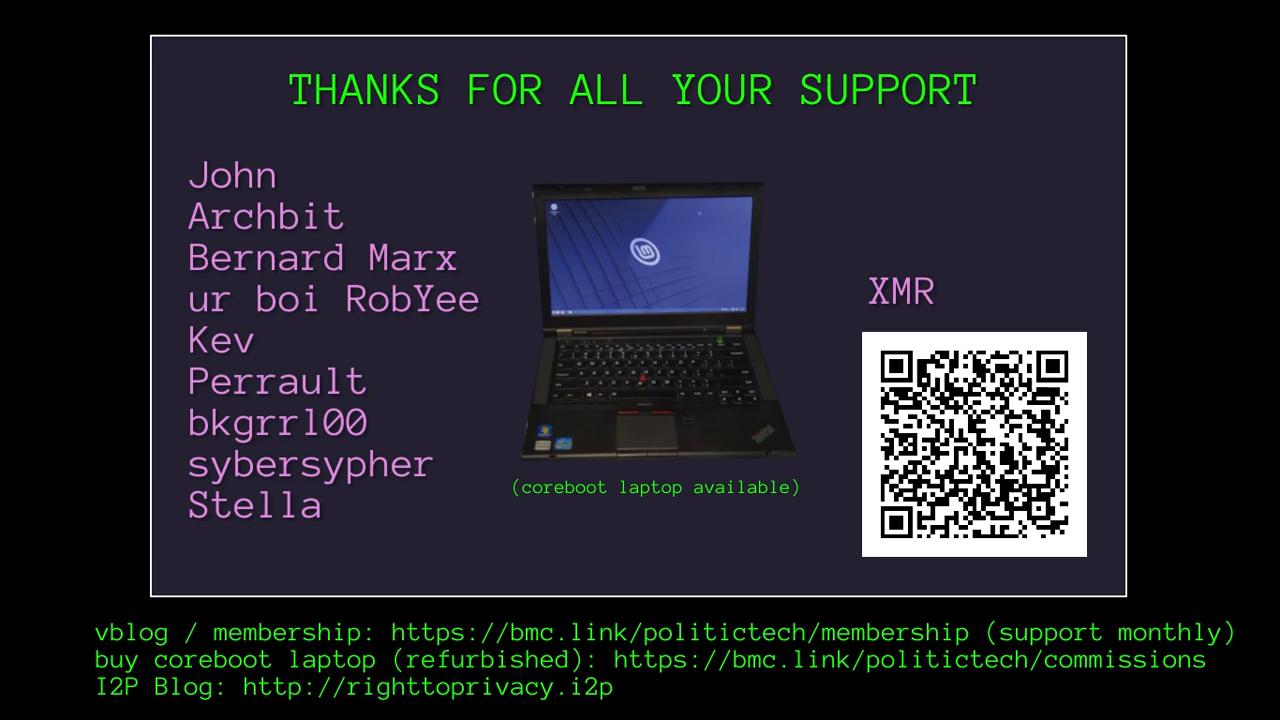 THANKS FOR ALL YOUR SUPPORT
John
Archbit
Bernard Marx
ur boi RobYee
Kev
Perrault
bkgrrl00
sybersypher
Stella
ThinkPad
(coreboot laptop available)
XMR
vblog / membership: https://bmc.link/politictech/membership (support monthly)
buy coreboot laptop (refurbished): https://bmc.link/politictech/commissions
I2P Blog: http://righttoprivacy.i2p